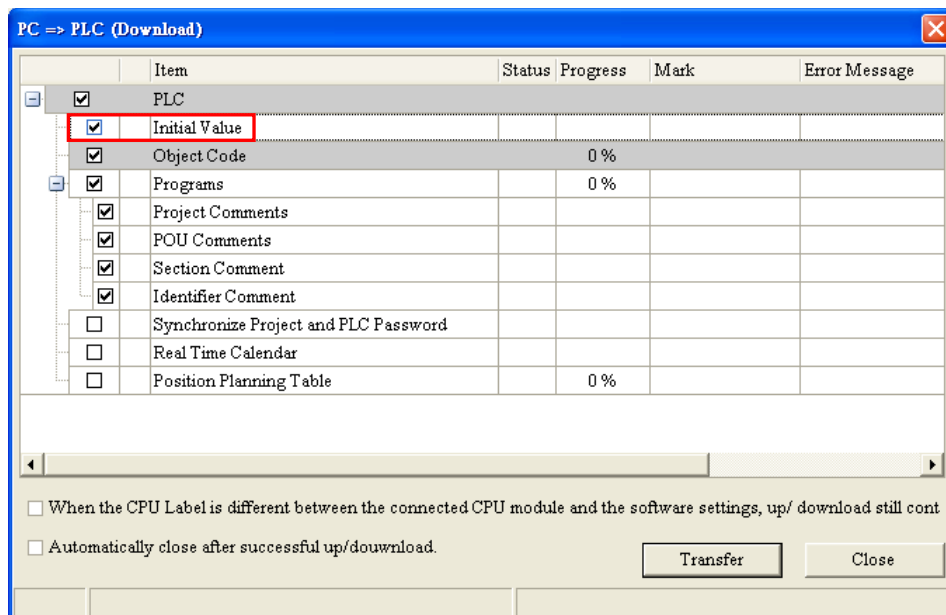 PC => PLC (Download)
Item Status Progress Mark Error Message
PLC
Initial Value
Object Code 0 %
Programs 0 %
Project Comments
POU Comments
Section Comment
Identifier Comment
Synchronize Project and PLC Password
Real Time Calendar
Position Planning Table 0 %
When the CPU Label is different between the connected CPU module and the software settings, up/ download still cont
Automatically close after successful up/douwnload.
Transfer Close